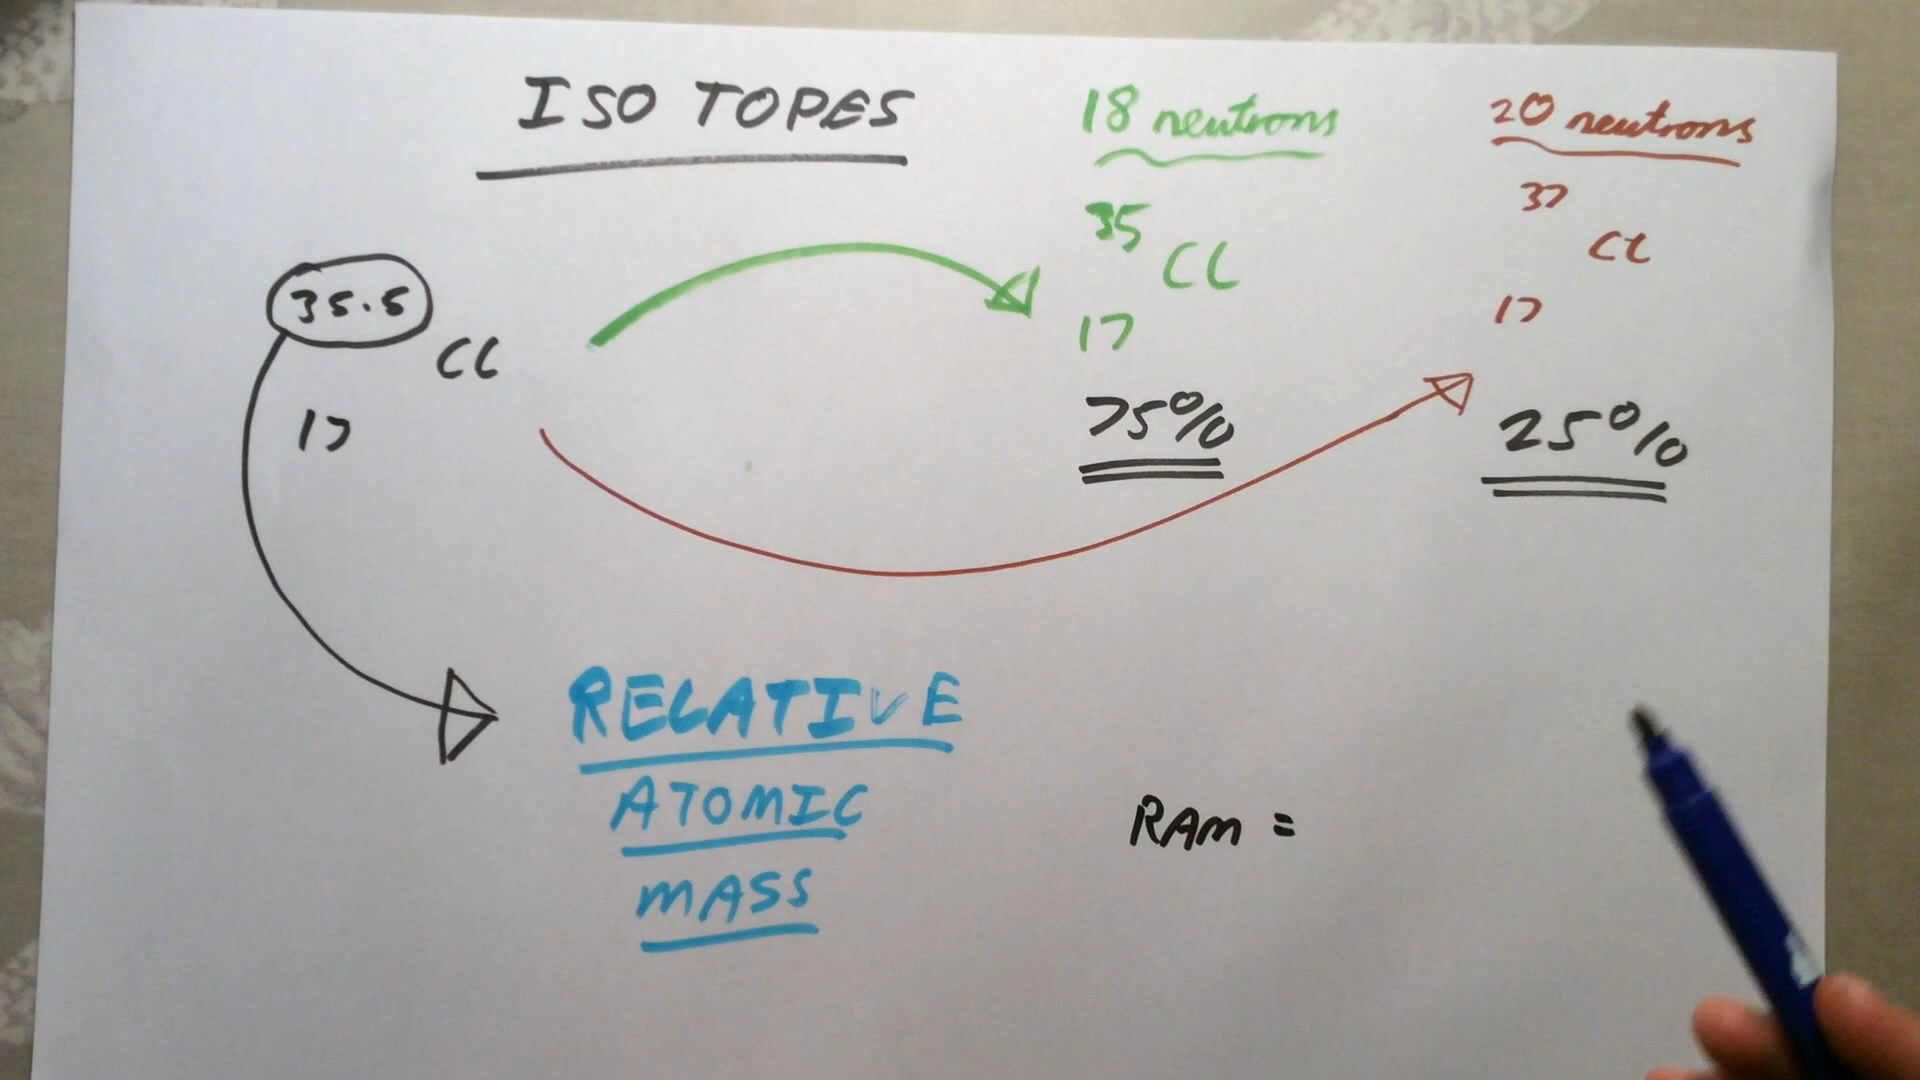 ISOTOPES
18 neutrons
20 neutrons
35
Cl
17
75%
37
Cl
17
25%
35.5
Cl
17
RELATIVE
ATOMIC
MASS
RAM =